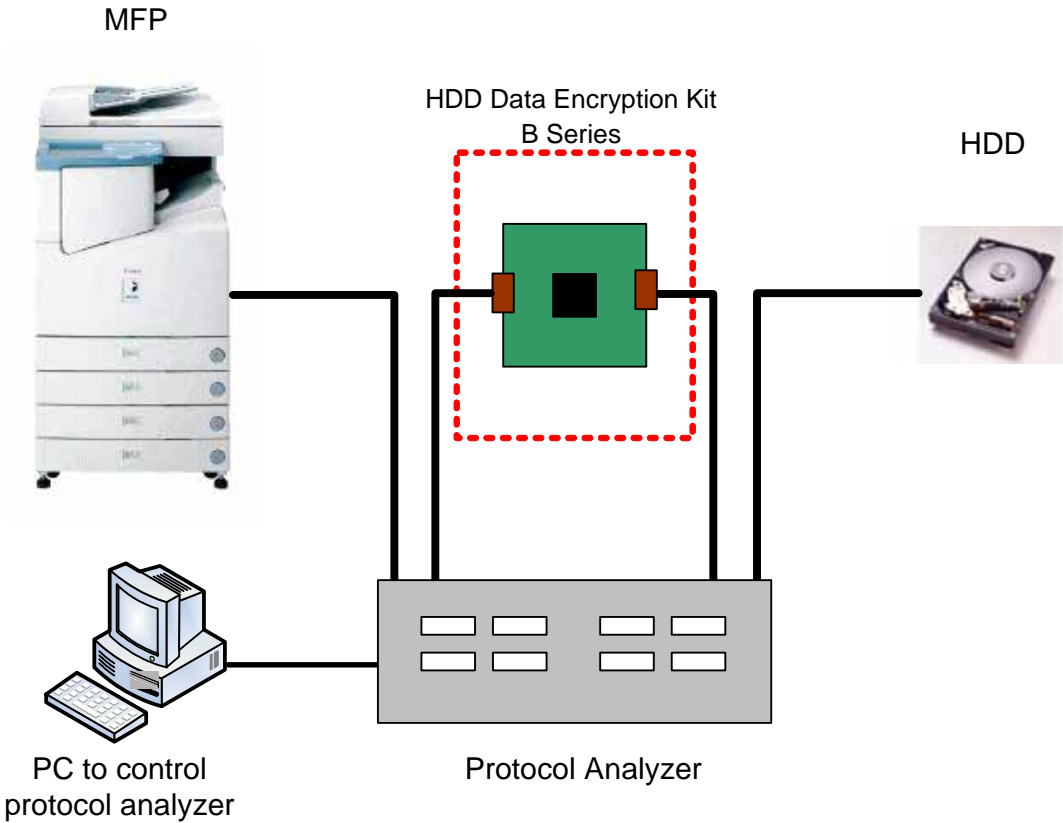 MFP
HDD Data Encryption Kit
B Series
HDD
PC to control
protocol analyzer
Protocol Analyzer